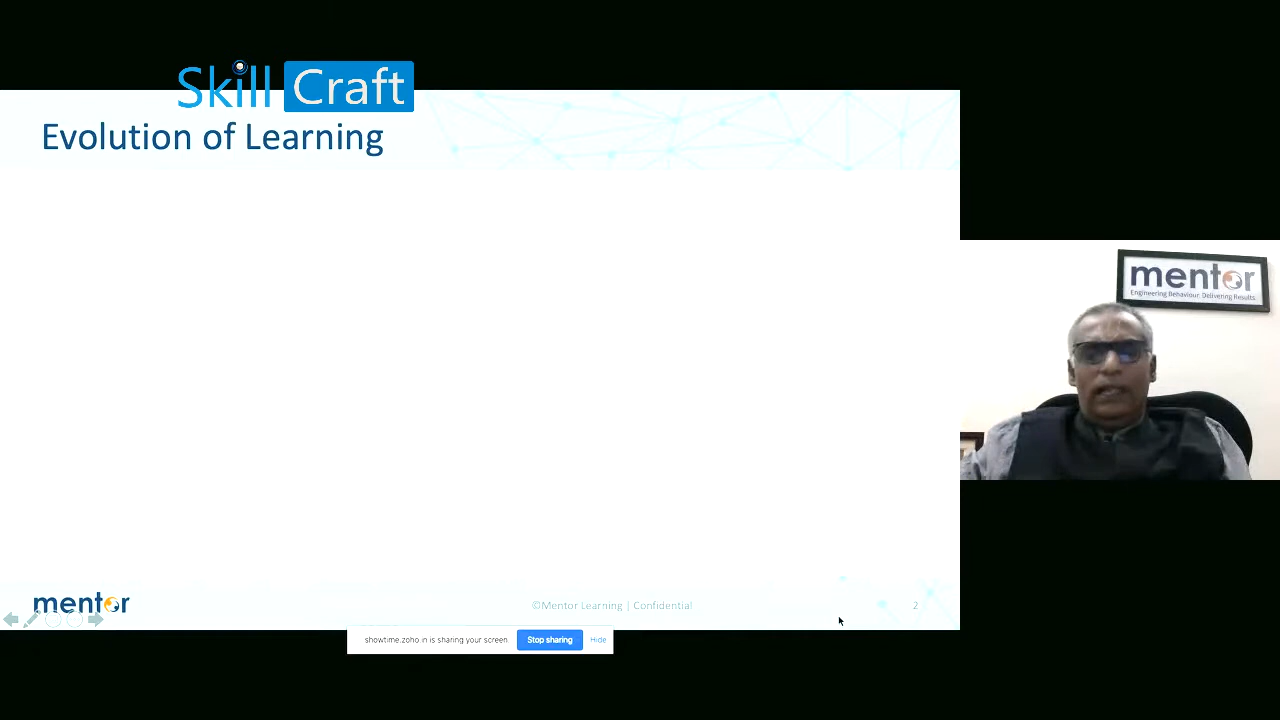 Skill Craft
Evolution of Learning
mentor
Engineering Behaviour. Delivering Results
mentor
©Mentor Learning | Confidential
2
showtime.zoho.in is sharing your screen.
Stop sharing
Hide